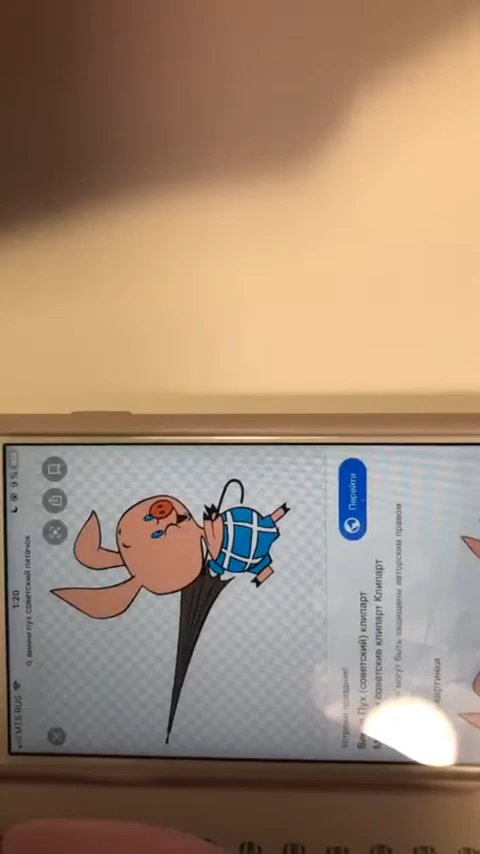 MTS RUS 1:20 9 %
винни пух советский пятачок
Перейти
Устроим праздник!
Винни Пух (советский) клипарт
советские клипарт Клипарт
могут быть защищены авторским правом
картинки